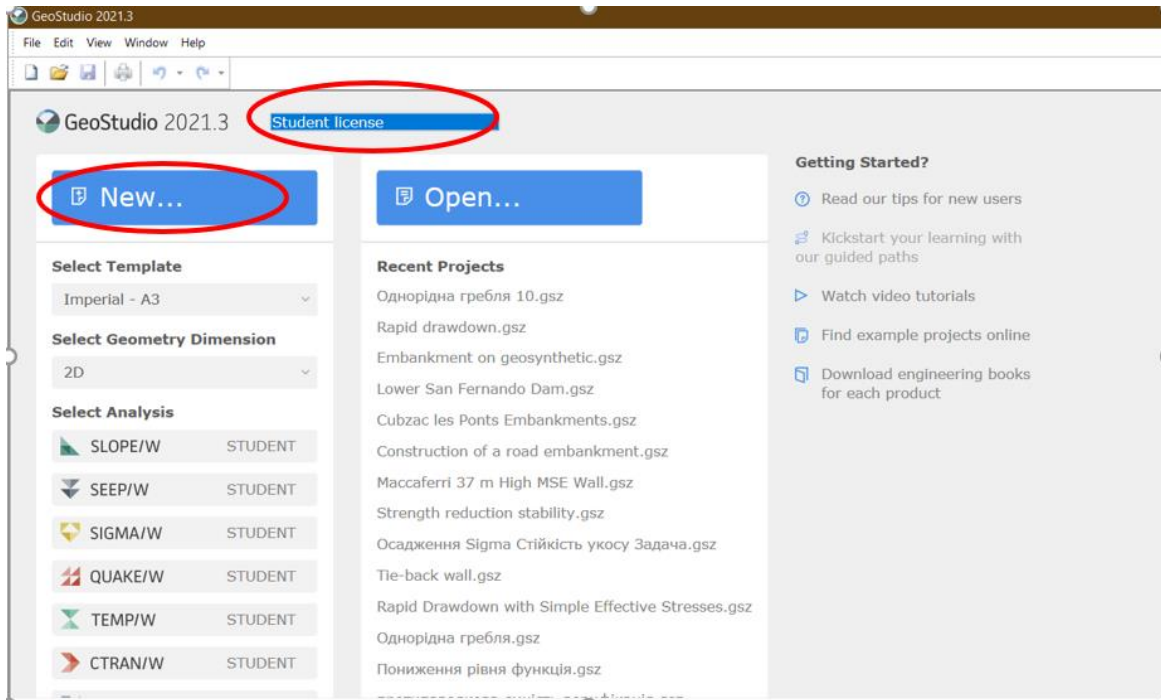 GeoStudio 2021.3
File Edit View Window Help
GeoStudio 2021.3
Student license
New...
Select Template
Imperial - A3
Select Geometry Dimension
2D
Select Analysis
SLOPE/W STUDENT
SEEP/W STUDENT
SIGMA/W STUDENT
QUAKE/W STUDENT
TEMP/W STUDENT
CTRAN/W STUDENT
Open...
Recent Projects
Однорідна гребля 10.gsz
Rapid drawdown.gsz
Embankment on geosynthetic.gsz
Lower San Fernando Dam.gsz
Cubzac les Ponts Embankments.gsz
Construction of a road embankment.gsz
Maccaferri 37 m High MSE Wall.gsz
Strength reduction stability.gsz
Осадження Sigma Стійкість укосу Задача.gsz
Tie-back wall.gsz
Rapid Drawdown with Simple Effective Stresses.gsz
Однорідна гребля.gsz
Пониження рівня функція.gsz
Getting Started?
Read our tips for new users
Kickstart your learning with
our guided paths
Watch video tutorials
Find example projects online
Download engineering books
for each product